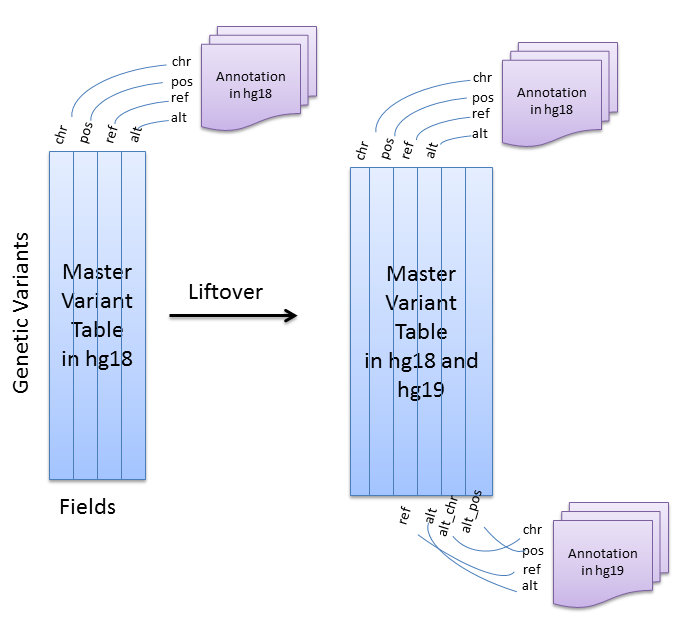 chr
pos
ref
alt
Annotation
in hg18
chr
pos
ref
alt
Genetic Variants
Master
Variant
Table
in hg18
Fields
Liftover
chr
pos
ref
alt
Annotation
in hg18
chr
pos
ref
alt
Master
Variant
Table
in hg18 and
hg19
ref
alt
alt_chr
alt_pos
chr
pos
ref
alt
Annotation
in hg19